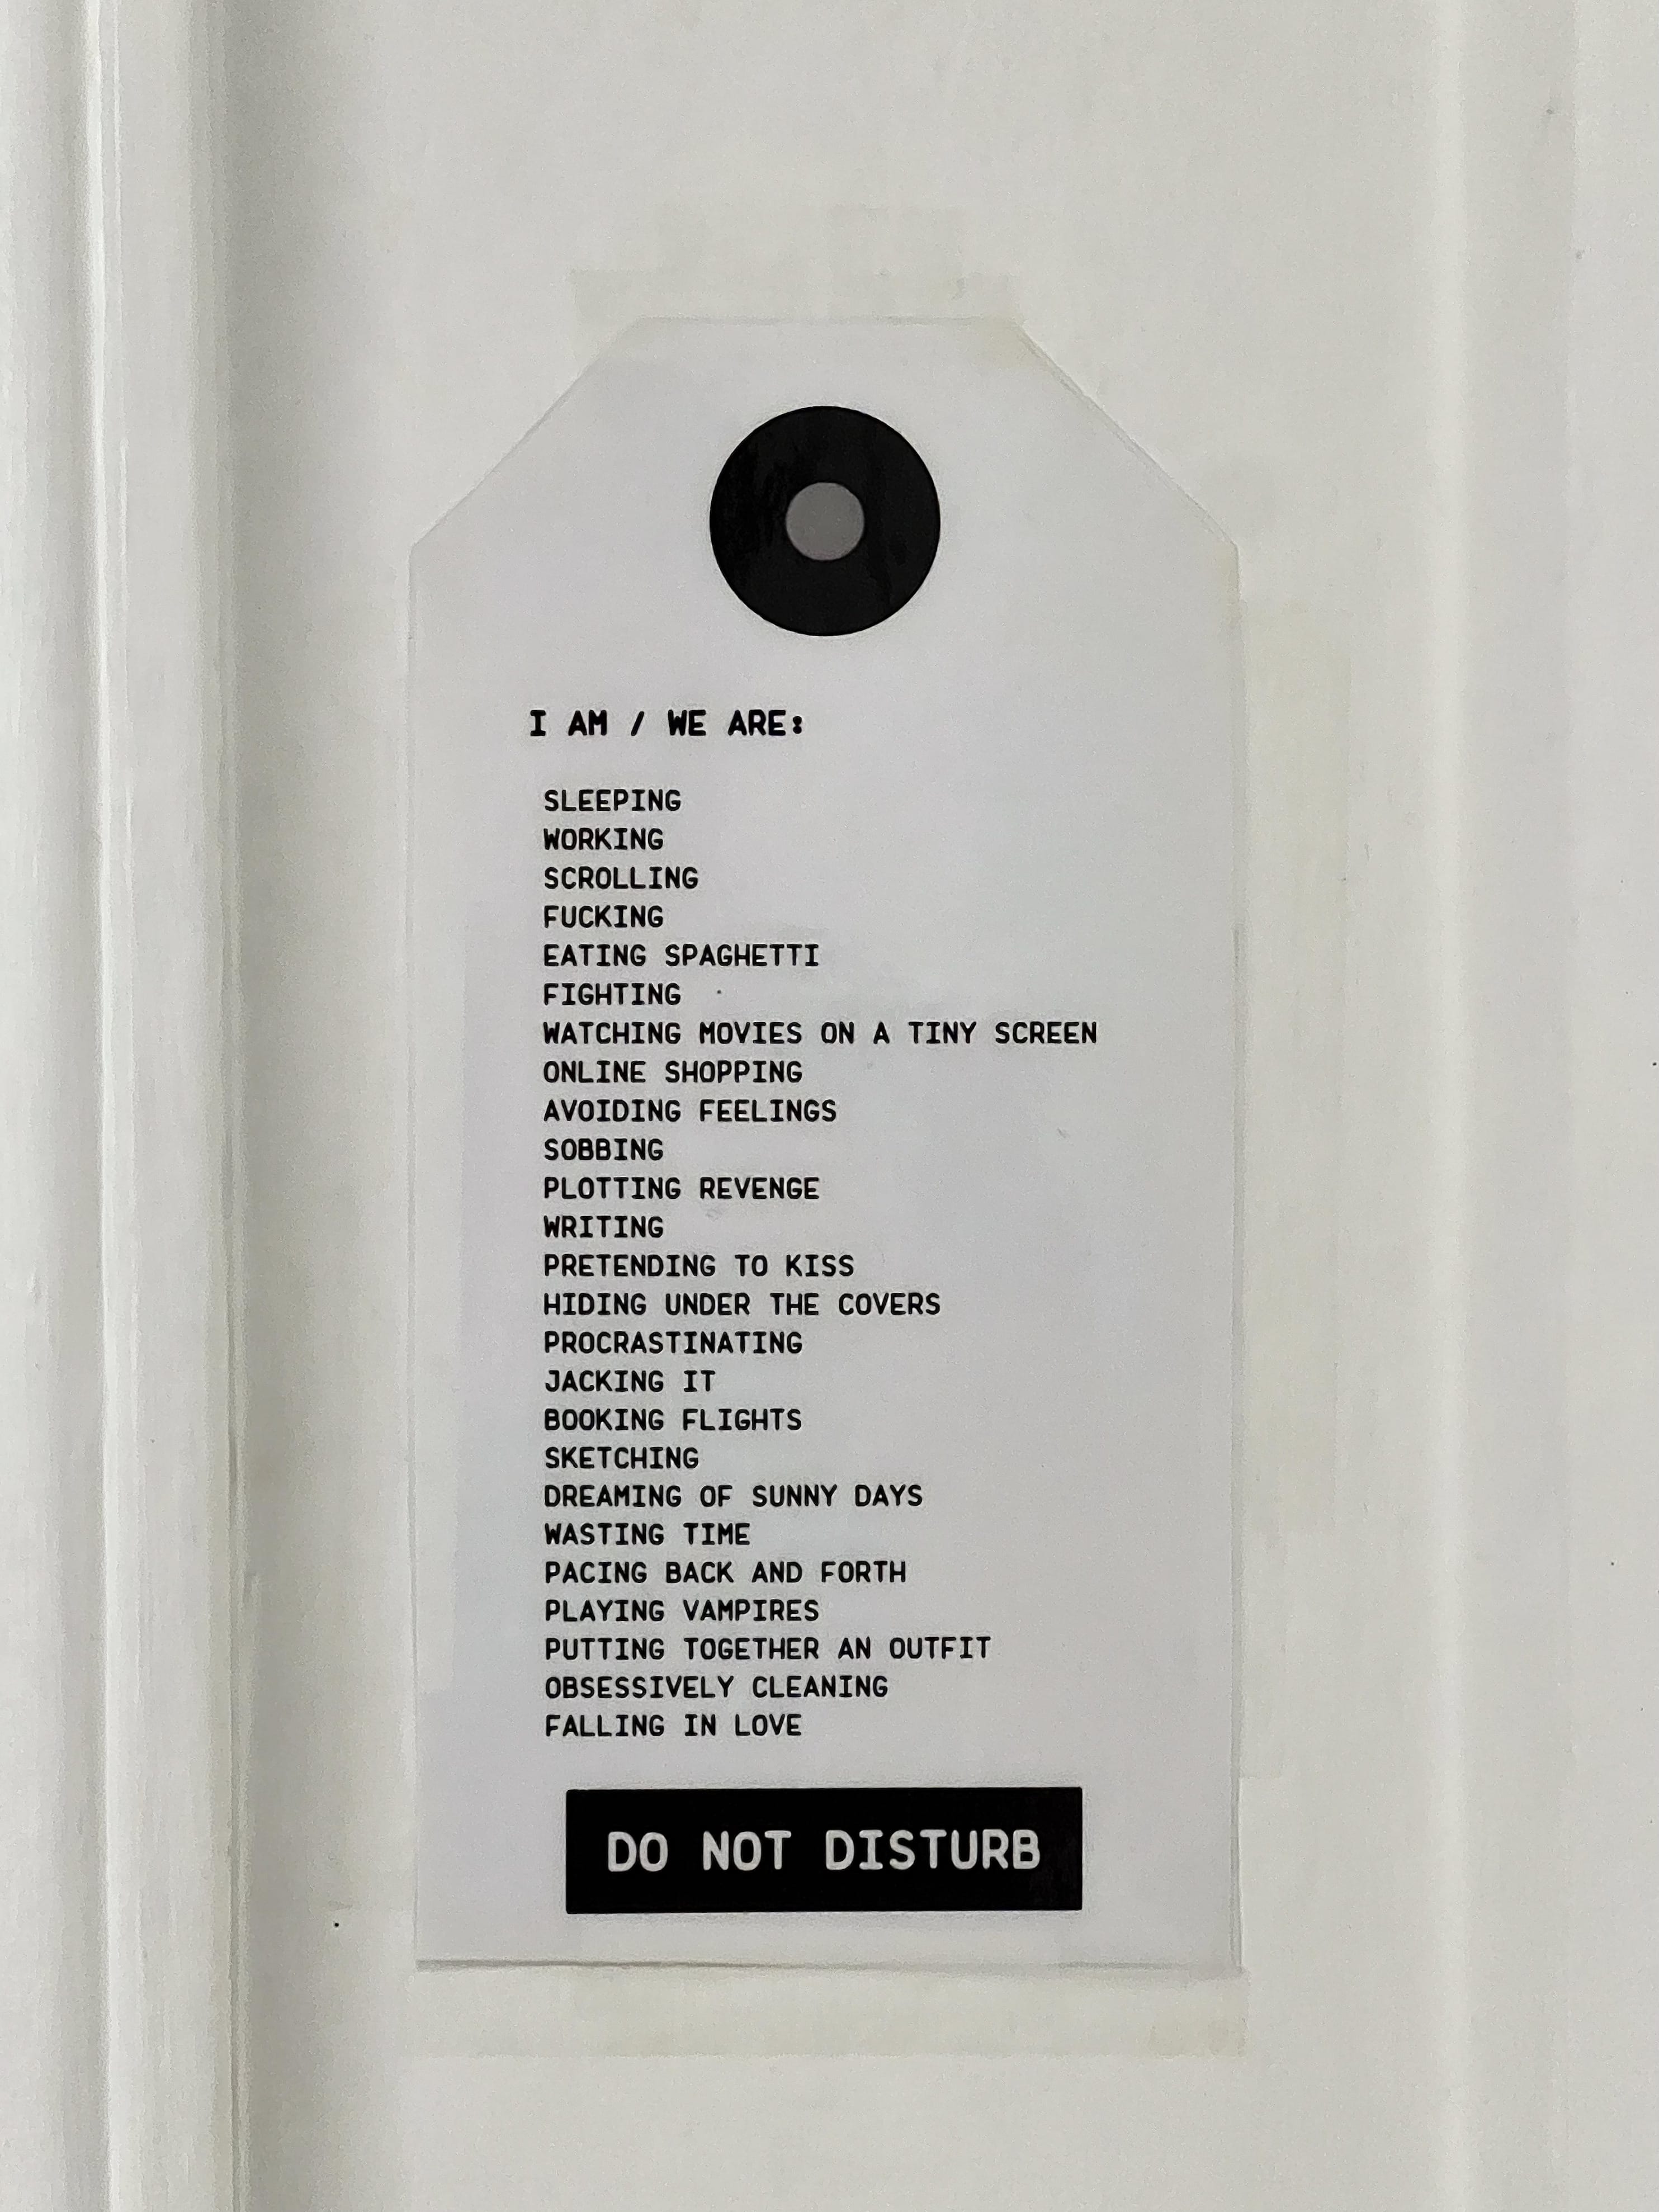 I AM / WE ARE:
SLEEPING
WORKING
SCROLLING
FUCKING
EATING SPAGHETTI
FIGHTING
WATCHING MOVIES ON A TINY SCREEN
ONLINE SHOPPING
AVOIDING FEELINGS
SOBBING
PLOTTING REVENGE
WRITING
PRETENDING TO KISS
HIDING UNDER THE COVERS
PROCRASTINATING
JACKING IT
BOOKING FLIGHTS
SKETCHING
DREAMING OF SUNNY DAYS
WASTING TIME
PACING BACK AND FORTH
PLAYING VAMPIRES
PUTTING TOGETHER AN OUTFIT
OBSESSIVELY CLEANING
FALLING IN LOVE
DO NOT DISTURB